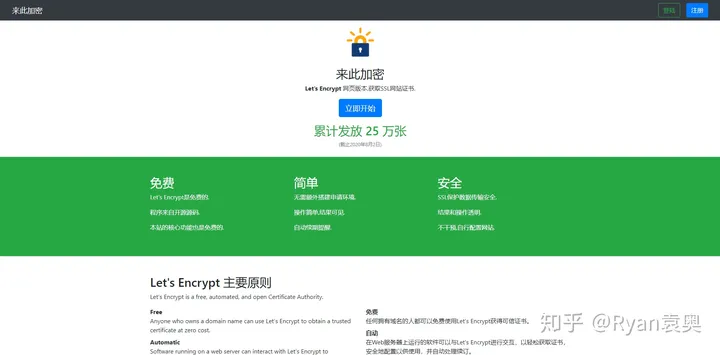 来此加密
登陆
注册
来此加密
Let's Encrypt 网页版本,获取SSL网站证书.
立即开始
累计发放 25 万张
(截止2020年8月2日)
免费
Let's Encrypt是免费的.
程序来自开源源码.
本站的核心功能也是免费的.
简单
无需额外搭建申请环境.
操作简单,结果可见.
自动续期提醒.
安全
SSL保护数据传输安全.
结果和操作透明.
不干预,自行配置网站.
Let's Encrypt 主要原则
Let's Encrypt is a free, automated, and open Certificate Authority.
Free
Anyone who owns a domain name can use Let's Encrypt to obtain a trusted
certificate at zero cost.
Automatic
Software running on a web server can interact with Let's Encrypt to
免费
任何拥有域名的人都可以免费使用Let's Encrypt获得可信证书。
自动
在Web服务器上运行的软件可以与Let's Encrypt进行交互，以轻松获取证书，
安全地配置以供使用，并自动处理续订。
知乎 @Ryan袁奥